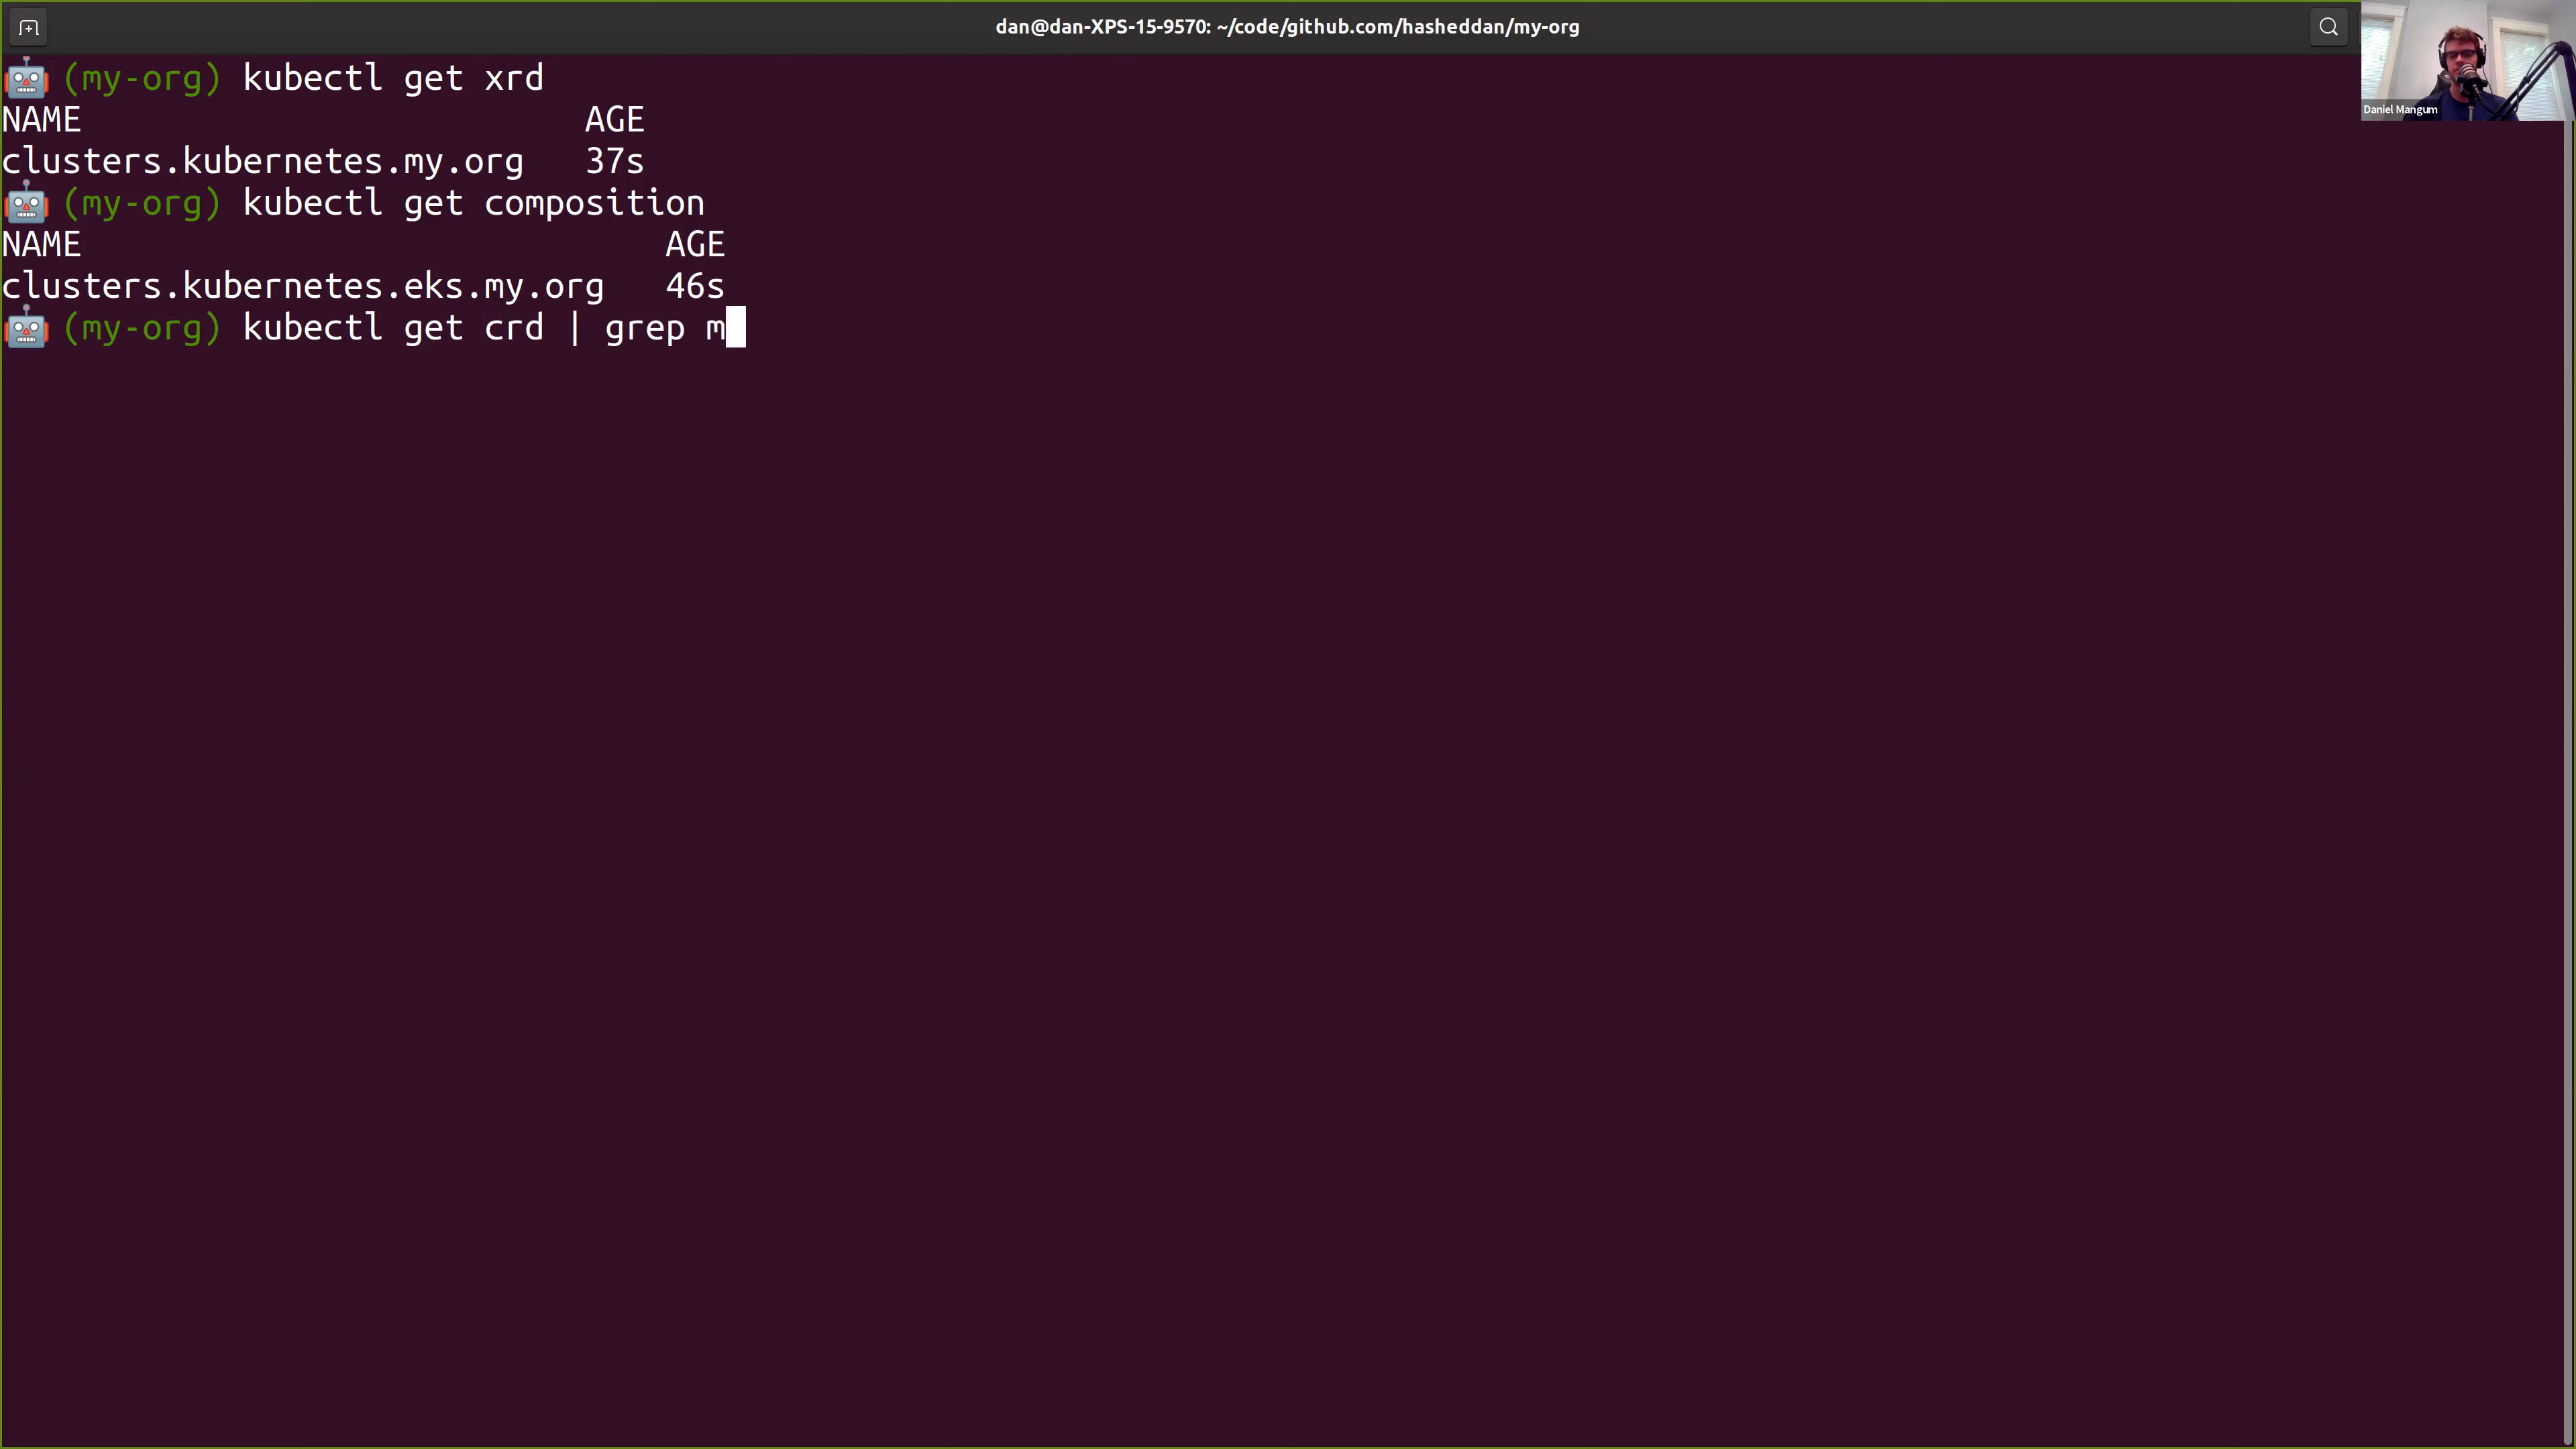 dan@dan-XPS-15-9570: ~/code/github.com/hasheddan/my-org
Daniel Mangum
(my-org) kubectl get xrd
NAME AGE
clusters.kubernetes.my.org 37s
(my-org) kubectl get composition
NAME AGE
clusters.kubernetes.eks.my.org 46s
(my-org) kubectl get crd | grep m